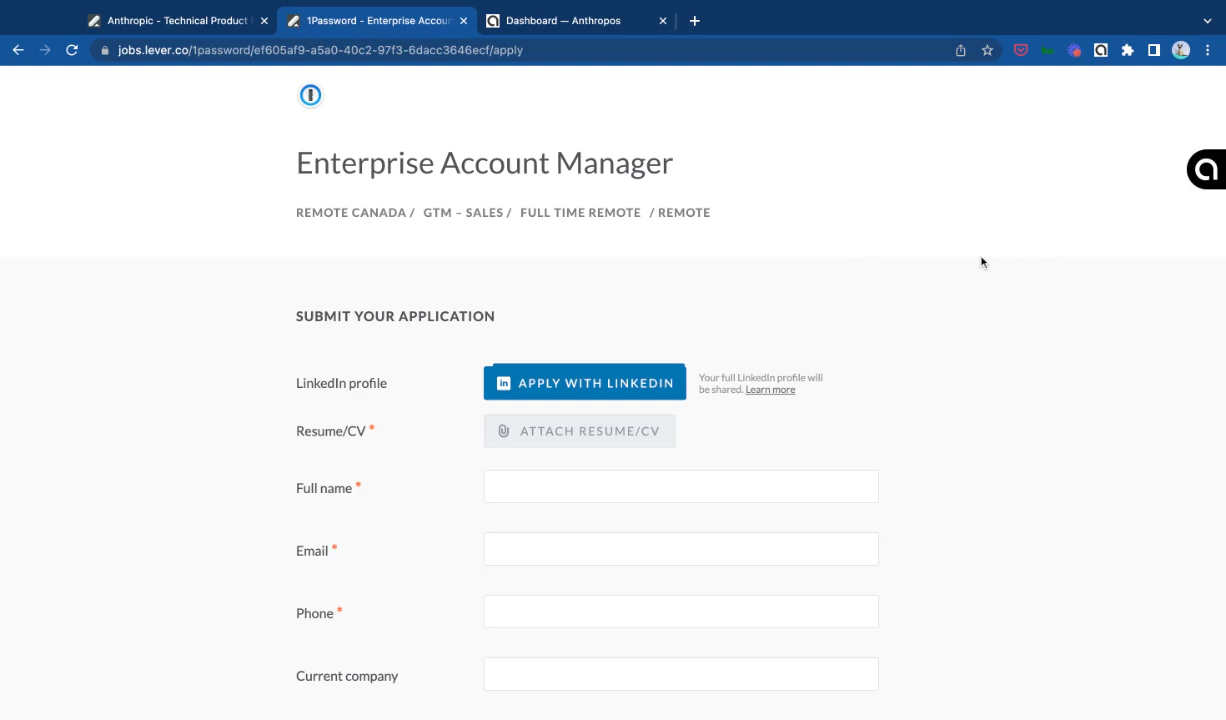 Anthropic - Technical Product
1Password - Enterprise Accoun
Dashboard — Anthropos
jobs.lever.co/1password/ef605af9-a5a0-40c2-97f3-6dacc3646ecf/apply
Enterprise Account Manager
REMOTE CANADA / GTM – SALES / FULL TIME REMOTE / REMOTE
SUBMIT YOUR APPLICATION
LinkedIn profile
in APPLY WITH LINKEDIN
Your full LinkedIn profile will
be shared. Learn more
Resume/CV *
ATTACH RESUME/CV
Full name *
Email *
Phone *
Current company